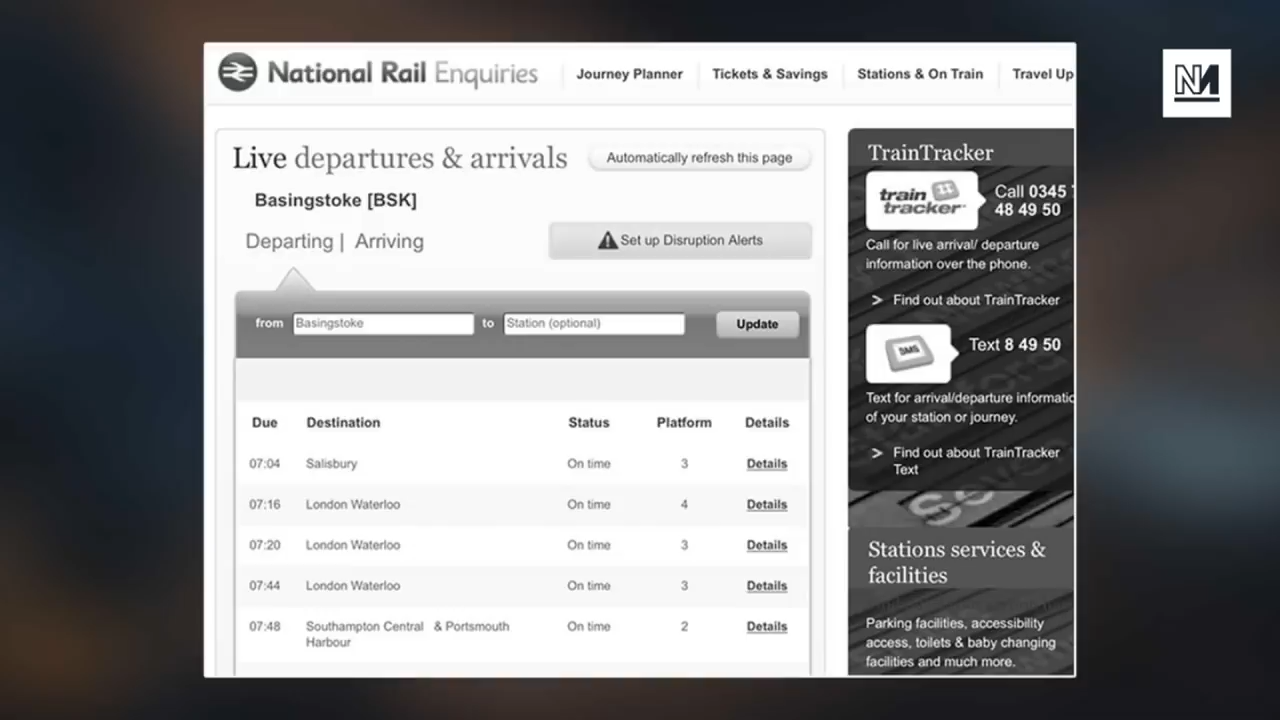 National Rail Enquiries
Journey Planner
Tickets & Savings
Stations & On Train
Travel Up
Live departures & arrivals
Automatically refresh this page
Basingstoke [BSK]
Departing | Arriving
Set up Disruption Alerts
from Basingstoke to Station (optional) Update
Due Destination Status Platform Details
07:04 Salisbury On time 3 Details
07:16 London Waterloo On time 4 Details
07:20 London Waterloo On time 3 Details
07:44 London Waterloo On time 3 Details
07:48 Southampton Central & Portsmouth On time 2 Details
Harbour
TrainTracker
train
tracker
Call 0345
48 49 50
Call for live arrival/ departure
information over the phone.
> Find out about TrainTracker
SMS
Text 8 49 50
Text for arrival/departure informatio
of your station or journey.
> Find out about TrainTracker
Text
Stations services &
facilities
Parking facilities, accessibility
access, toilets & baby changing
facilities and much more.
NM